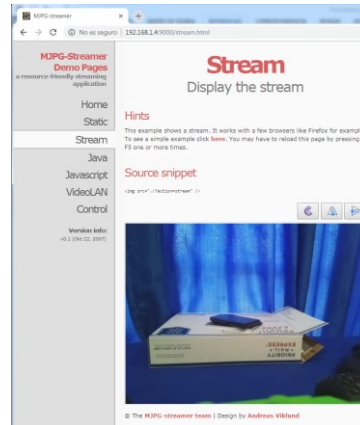 MJPG-streamer
No es seguro | 192.168.1.4:9000/stream.html
MJPG-Streamer
Demo Pages
a resource-friendly streaming
application
Home
Static
Stream
Java
Javascript
VideoLAN
Control
Version info:
v0.1 (Okt 22, 2007)
Stream
Display the stream
Hints
This example shows a stream. It works with a few browsers like Firefox for example
To see a simple example click here. You may have to reload this page by pressing
F5 one or more times.
Source snippet
<img src="./?action=stream" />
PRIORITY
MAIL
EXPRESS
© The MJPG-streamer team | Design by Andreas Viklund